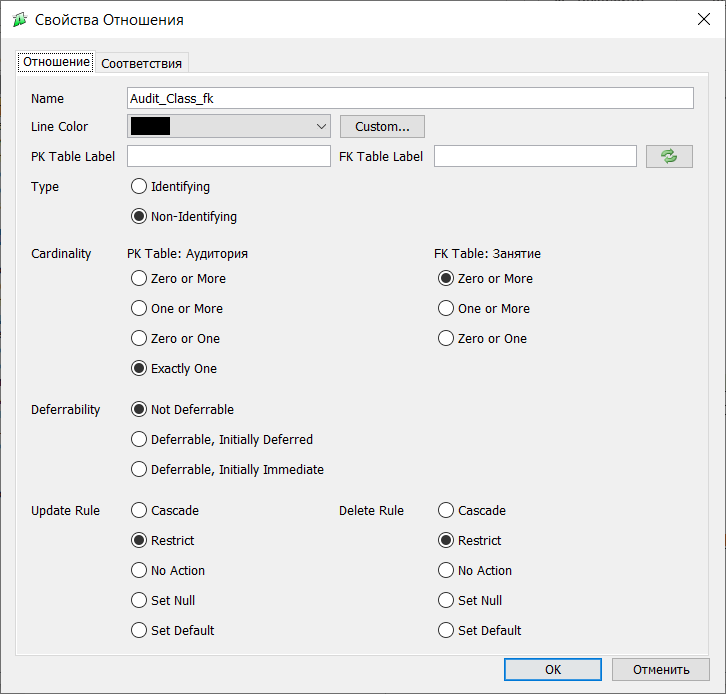 Свойства Отношения
Отношение Соответствия
Name Audit_Class_fk
Line Color Custom...
PK Table Label FK Table Label
Type Identifying
Non-Identifying
Cardinality PK Table: Аудитория FK Table: Занятие
Zero or More Zero or More
One or More One or More
Zero or One Zero or One
Exactly One
Deferrability Not Deferrable
Deferrable, Initially Deferred
Deferrable, Initially Immediate
Update Rule Cascade Delete Rule Cascade
Restrict Restrict
No Action No Action
Set Null Set Null
Set Default Set Default
OK Отменить